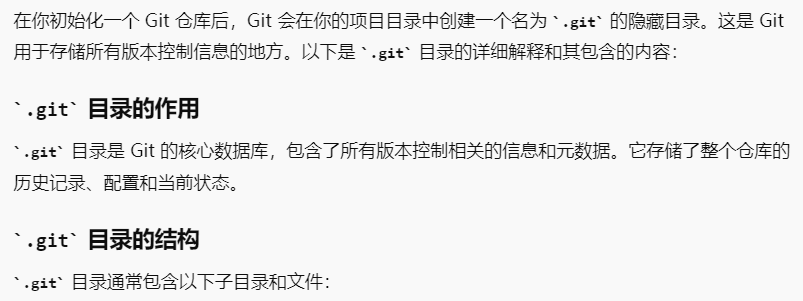 在你初始化一个 Git 仓库后，Git 会在你的项目目录中创建一个名为 `.git` 的隐藏目录。这是 Git
用于存储所有版本控制信息的地方。以下是 `.git` 目录的详细解释和其包含的内容：
`.git` 目录的作用
`.git` 目录是 Git 的核心数据库，包含了所有版本控制相关的信息和元数据。它存储了整个仓库的
历史记录、配置和当前状态。
`.git` 目录的结构
`.git` 目录通常包含以下子目录和文件：